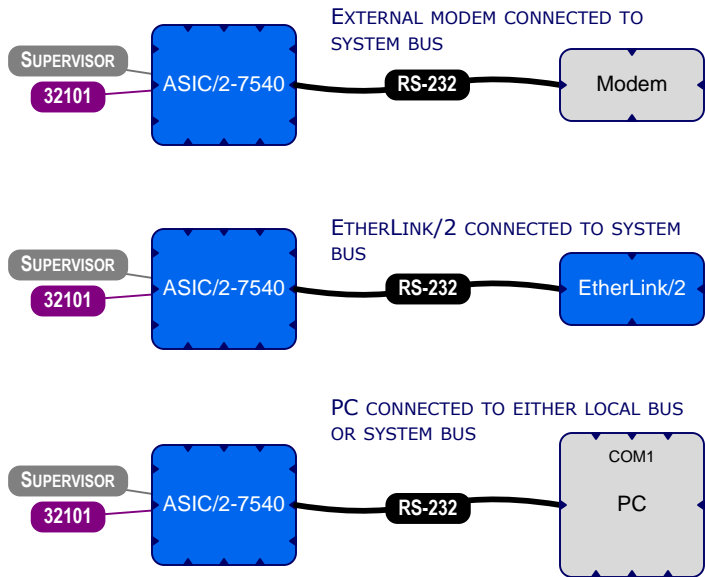 EXTERNAL MODEM CONNECTED TO
SYSTEM BUS
SUPERVISOR
32101
ASIC/2-7540
RS-232
Modem
ETHERLINK/2 CONNECTED TO SYSTEM
BUS
SUPERVISOR
32101
ASIC/2-7540
RS-232
EtherLink/2
PC CONNECTED TO EITHER LOCAL BUS
OR SYSTEM BUS
SUPERVISOR
32101
ASIC/2-7540
RS-232
COM1
PC